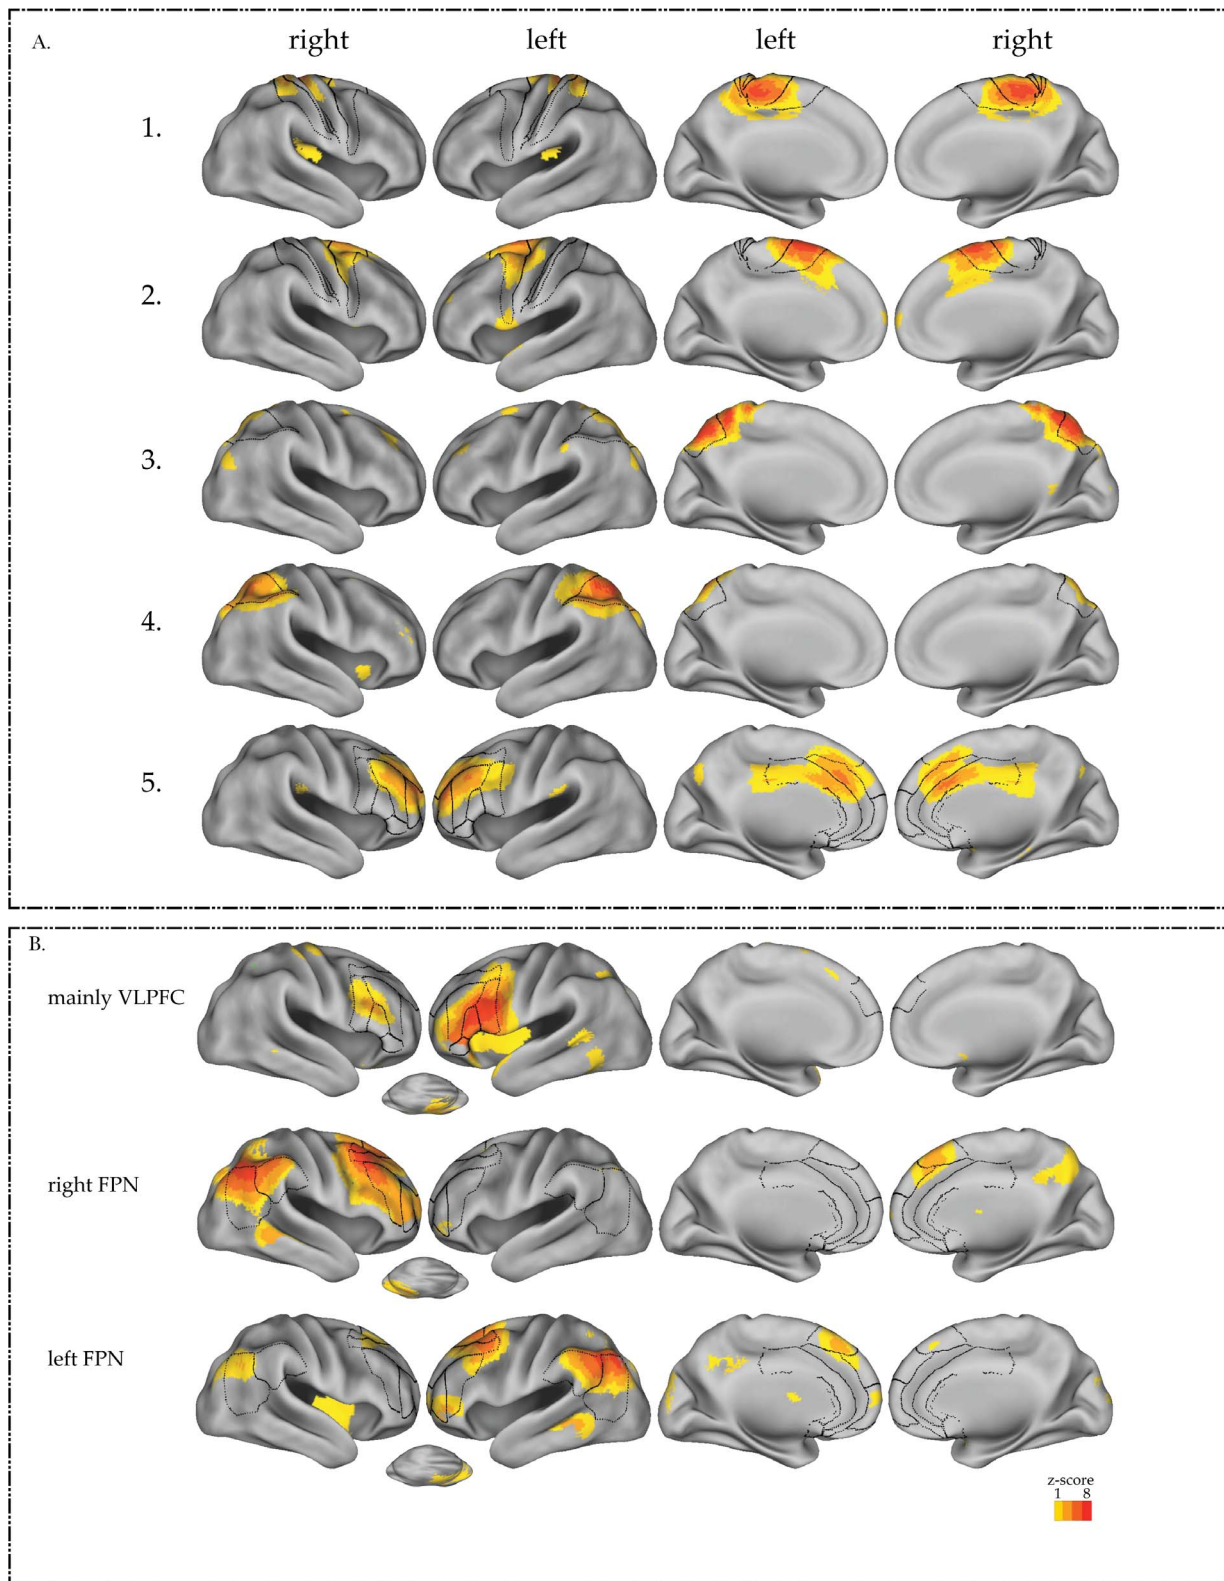 A.
right left left right
1.
2.
3.
4.
5.
B.
mainly VLPFC
right FPN
left FPN
z-score
1 8